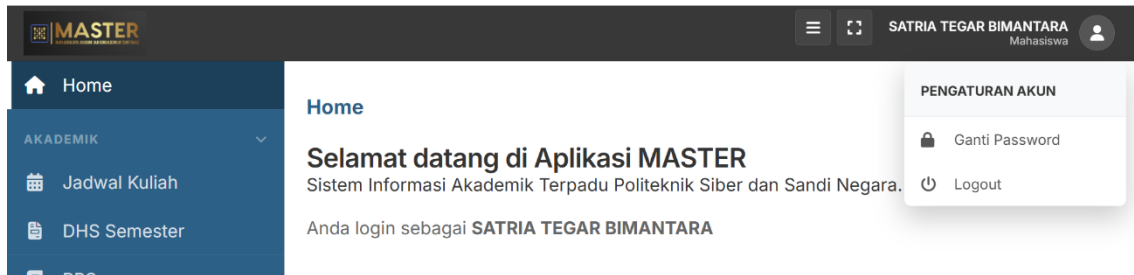 MASTER
SATRIA TEGAR BIMANTARA
Mahasiswa
Home
AKADEMIK
Jadwal Kuliah
DHS Semester
Home
Selamat datang di Aplikasi MASTER
Sistem Informasi Akademik Terpadu Politeknik Siber dan Sandi Negara.
Anda login sebagai SATRIA TEGAR BIMANTARA
PENGATURAN AKUN
Ganti Password
Logout